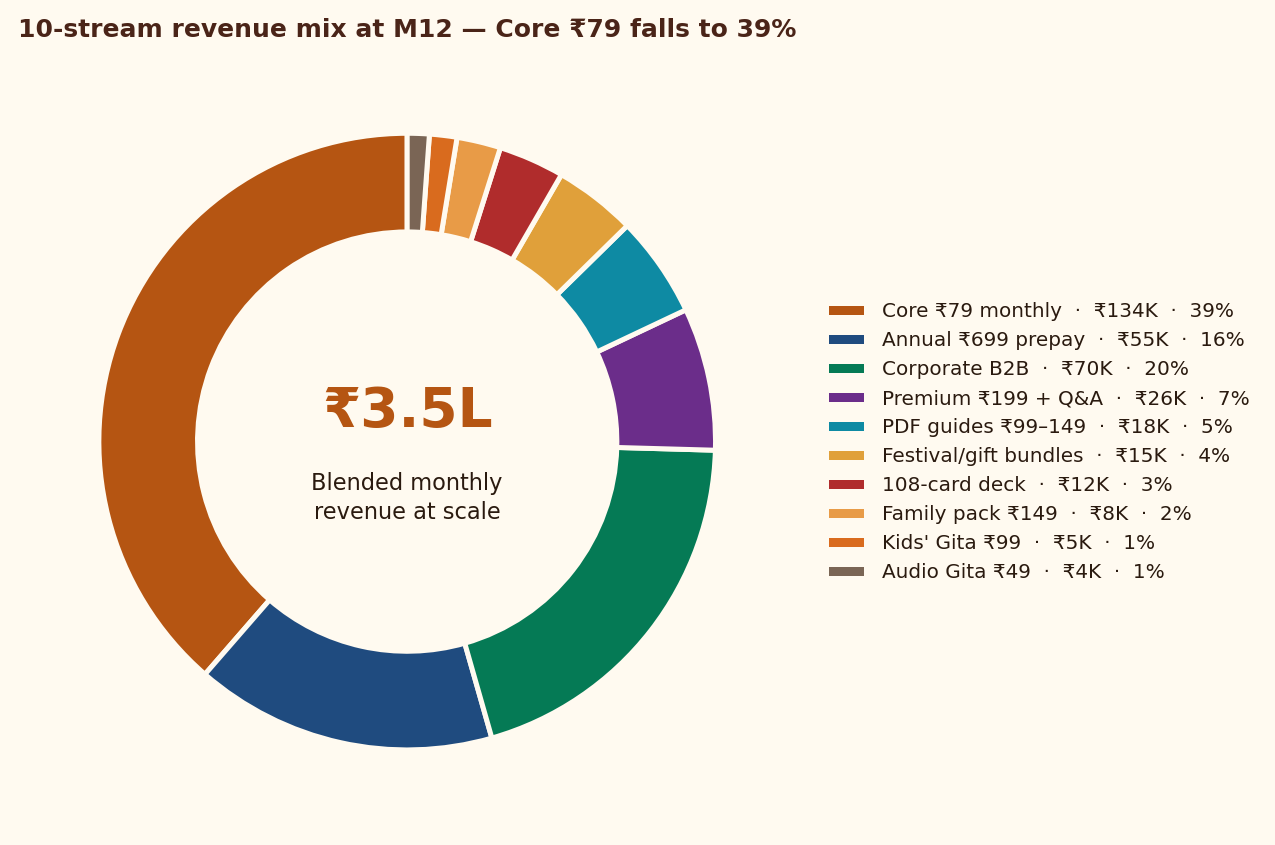 10-stream revenue mix at M12 — Core ₹79 falls to 39%
₹3.5L
Blended monthly
revenue at scale
Core ₹79 monthly · ₹134K · 39%
Annual ₹699 prepay · ₹55K · 16%
Corporate B2B · ₹70K · 20%
Premium ₹199 + Q&A · ₹26K · 7%
PDF guides ₹99–149 · ₹18K · 5%
Festival/gift bundles · ₹15K · 4%
108-card deck · ₹12K · 3%
Family pack ₹149 · ₹8K · 2%
Kids' Gita ₹99 · ₹5K · 1%
Audio Gita ₹49 · ₹4K · 1%